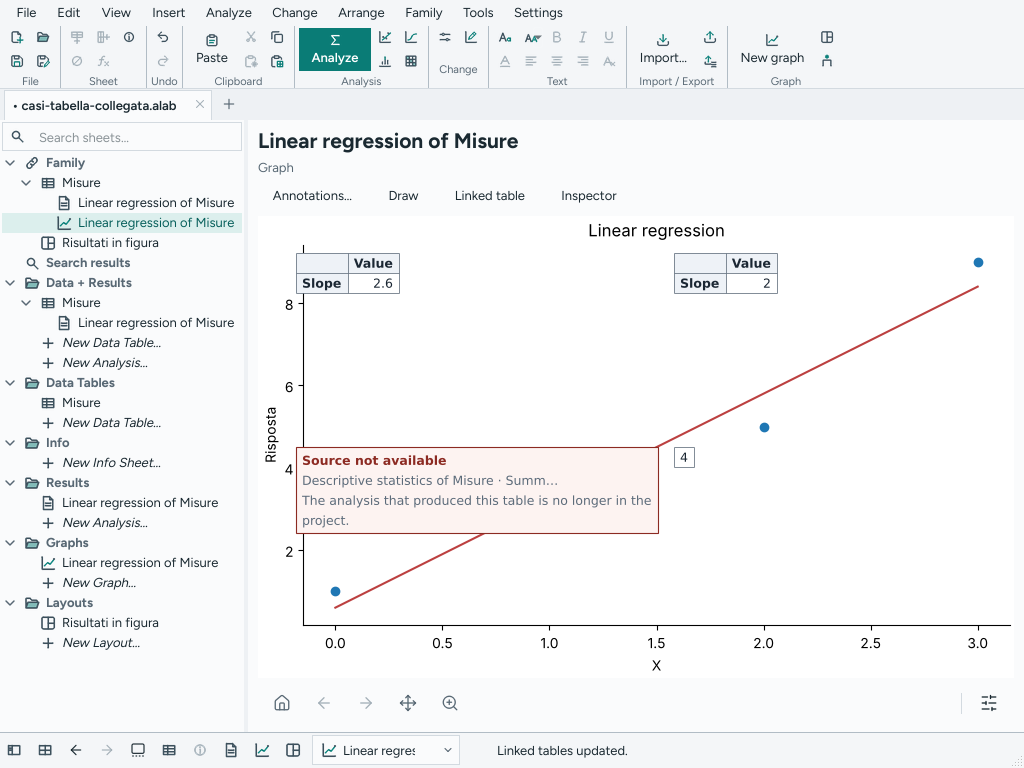 File Edit View Insert Analyze Change Arrange Family Tools Settings
Paste
Σ
Analyze
Import...
New graph
File Sheet Undo Clipboard Analysis Change Text Import / Export Graph
• casi-tabella-collegata.alab
Search sheets...
Family
Misure
Linear regression of Misure
Linear regression of Misure
Risultati in figura
Search results
Data + Results
Misure
Linear regression of Misure
New Data Table...
New Analysis...
Data Tables
Misure
New Data Table...
Info
New Info Sheet...
Results
Linear regression of Misure
New Analysis...
Graphs
Linear regression of Misure
New Graph...
Layouts
Risultati in figura
New Layout...
Linear regression of Misure
Graph
Annotations... Draw Linked table Inspector
Linear regression
Value
Slope 2.6
Value
Slope 2
8
6
4
2
Risposta
Source not available
Descriptive statistics of Misure · Summ...
The analysis that produced this table is no longer in the
project.
4
0.0 0.5 1.0 1.5 2.0 2.5 3.0
X
Linear regres
Linked tables updated.